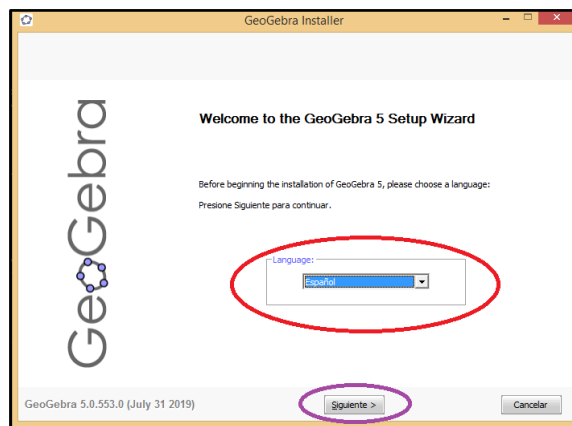 GeoGebra Installer
GeoGebra
Welcome to the GeoGebra 5 Setup Wizard
Before beginning the installation of GeoGebra 5, please choose a language:
Presione Siguiente para continuar.
Language:
Español
GeoGebra 5.0.553.0 (July 31 2019)
Siguiente >
Cancelar